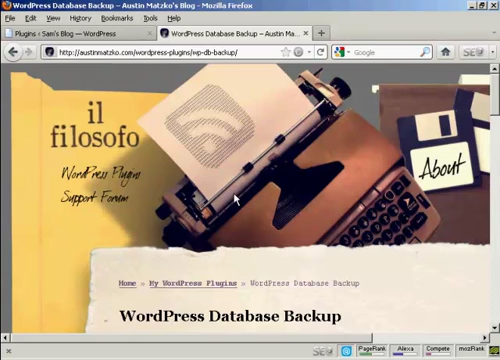 WordPress Database Backup – Austin Matzko's Blog - Mozilla Firefox
File Edit View History Bookmarks Tools Help
Plugins ‹ Sam's Blog — WordPress
WordPress Database Backup – Austin Matzko's ...
http://austinmatzko.com/wordpress-plugins/wp-db-backup/
Google
il
filosofo
WordPress Plugins
Support Forum
About
Home » My WordPress Plugins » WordPress Database Backup
WordPress Database Backup
PageRank
Alexa
Compete
mozRank